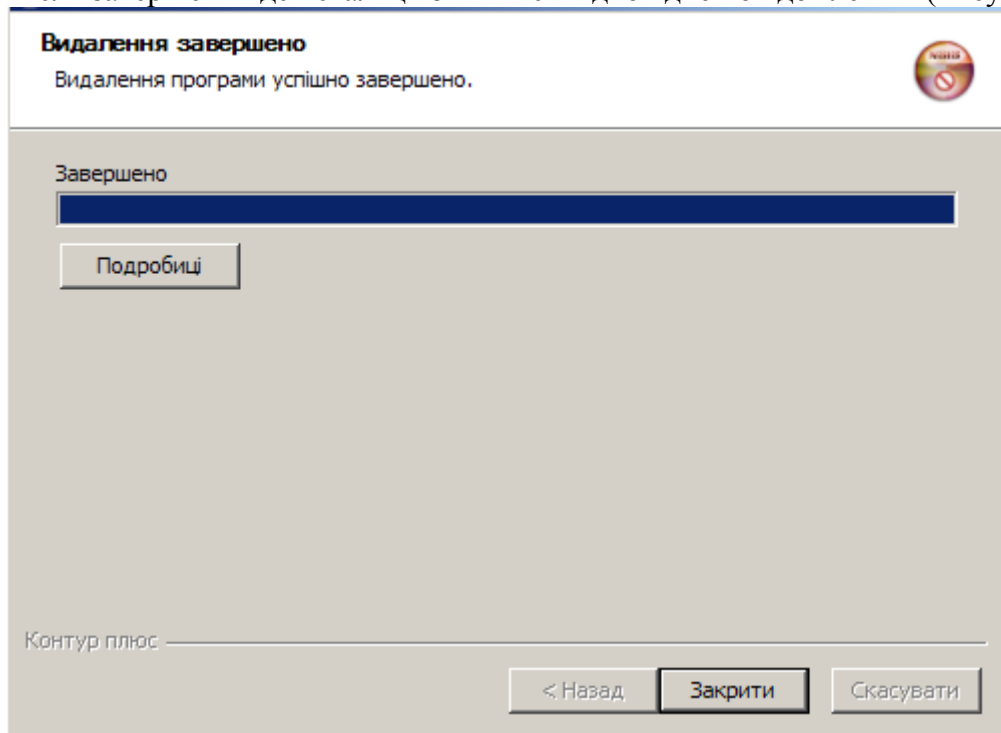 Видалення завершено
Видалення програми успішно завершено.
Завершено
Подробиці
Контур плюс
< Назад
Закрити
Скасувати